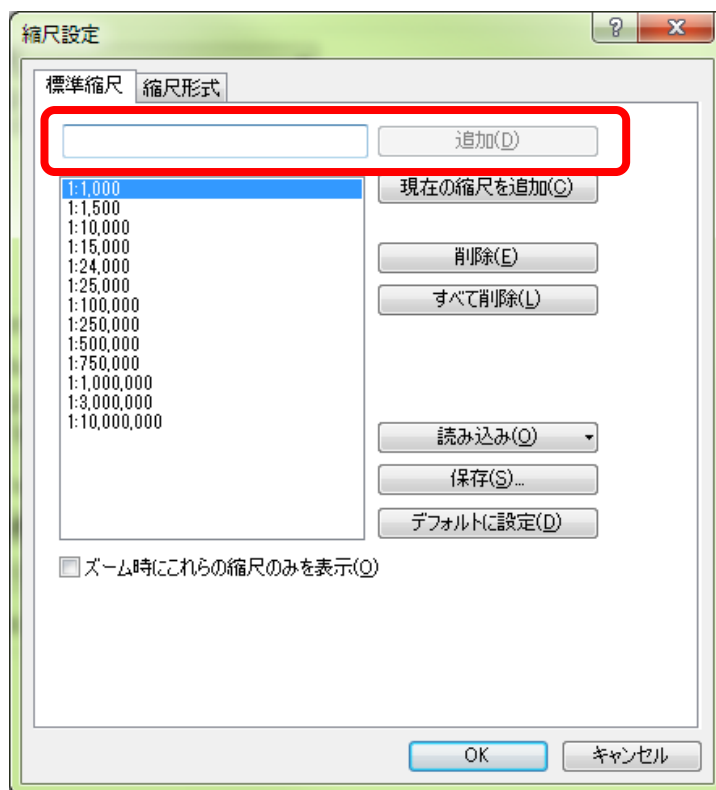 縮尺設定
標準縮尺 縮尺形式
追加(D)
1:1,000
現在の縮尺を追加(C)
1:1,500
1:10,000
1:15,000
1:24,000
削除(E)
1:25,000
すべて削除(L)
1:100,000
1:250,000
1:500,000
1:750,000
1:1,000,000
1:3,000,000
1:10,000,000
読み込み(O)
保存(S)...
デフォルトに設定(D)
ズーム時にこれらの縮尺のみを表示(O)
OK キャンセル